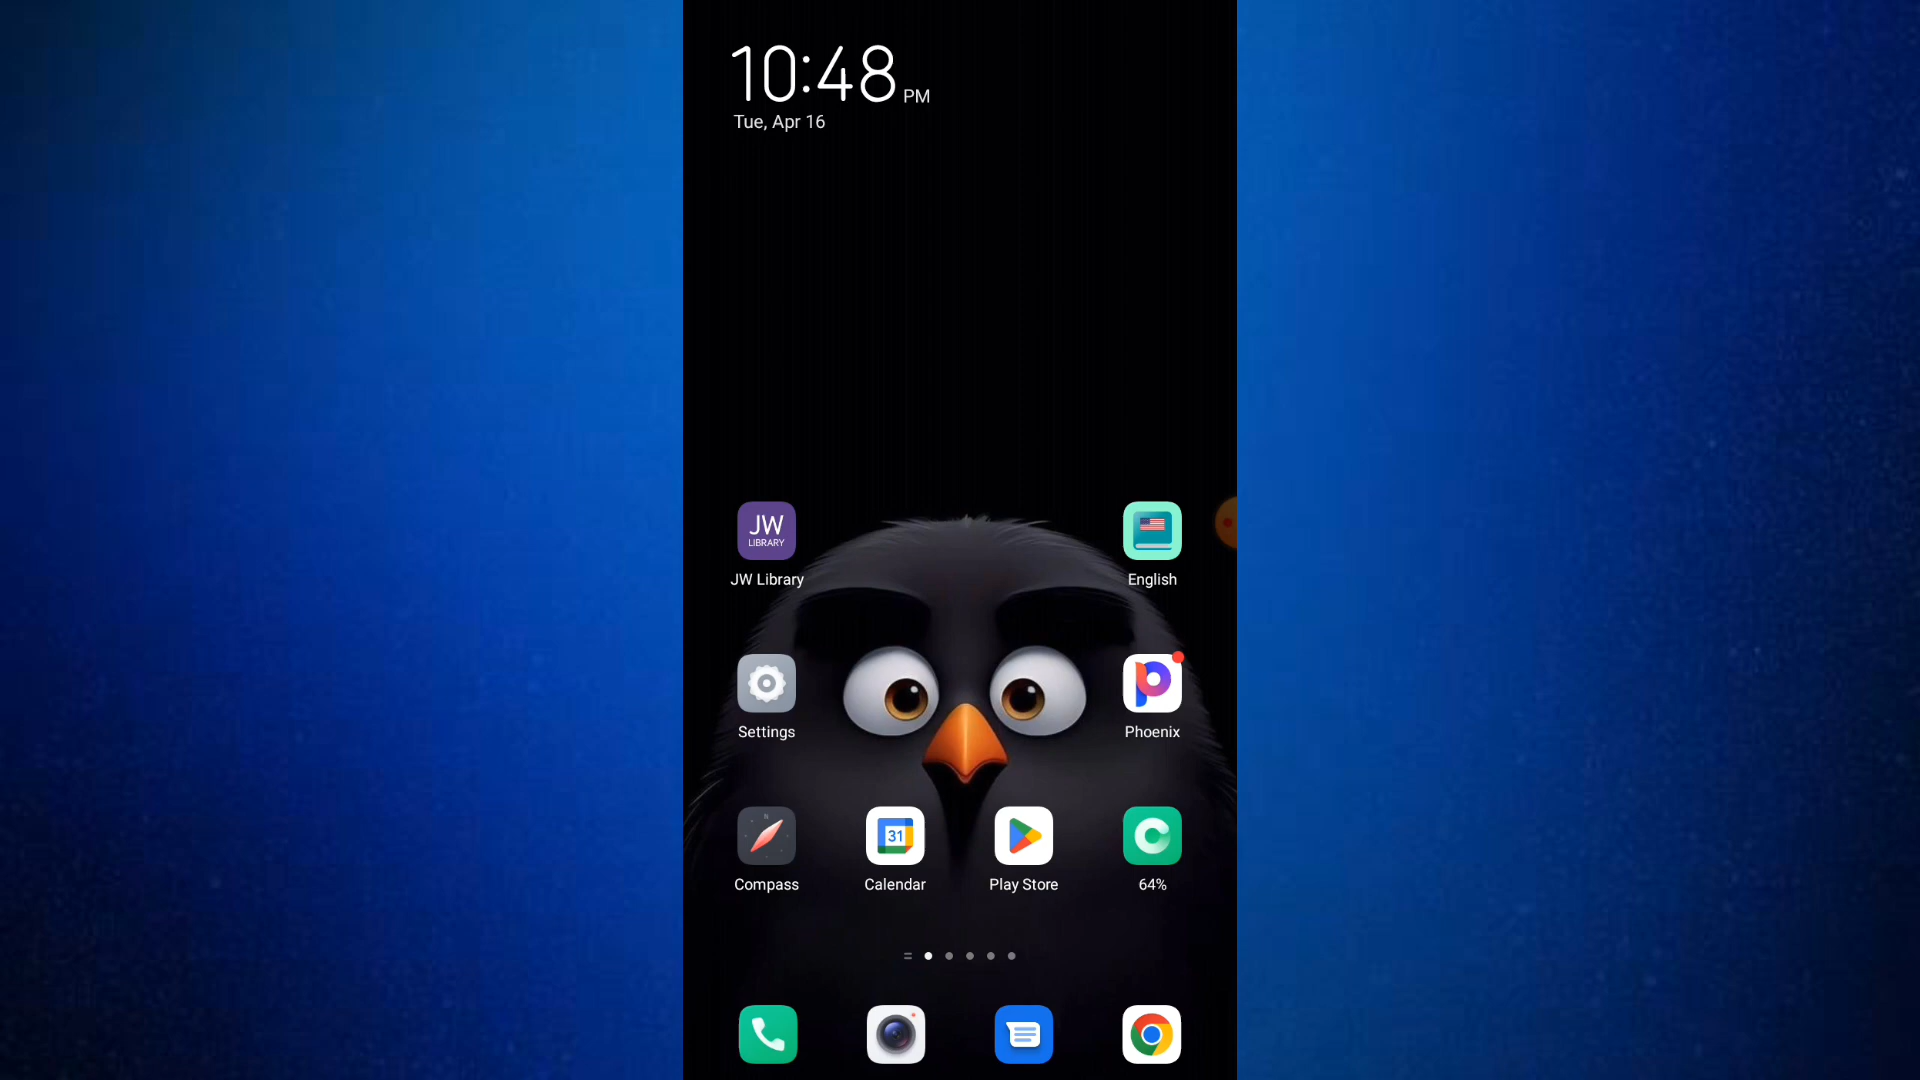 10:48 PM
Tue, Apr 16
JW
LIBRARY
JW Library
English
Settings
Phoenix
N
31
Compass
Calendar
Play Store
64%